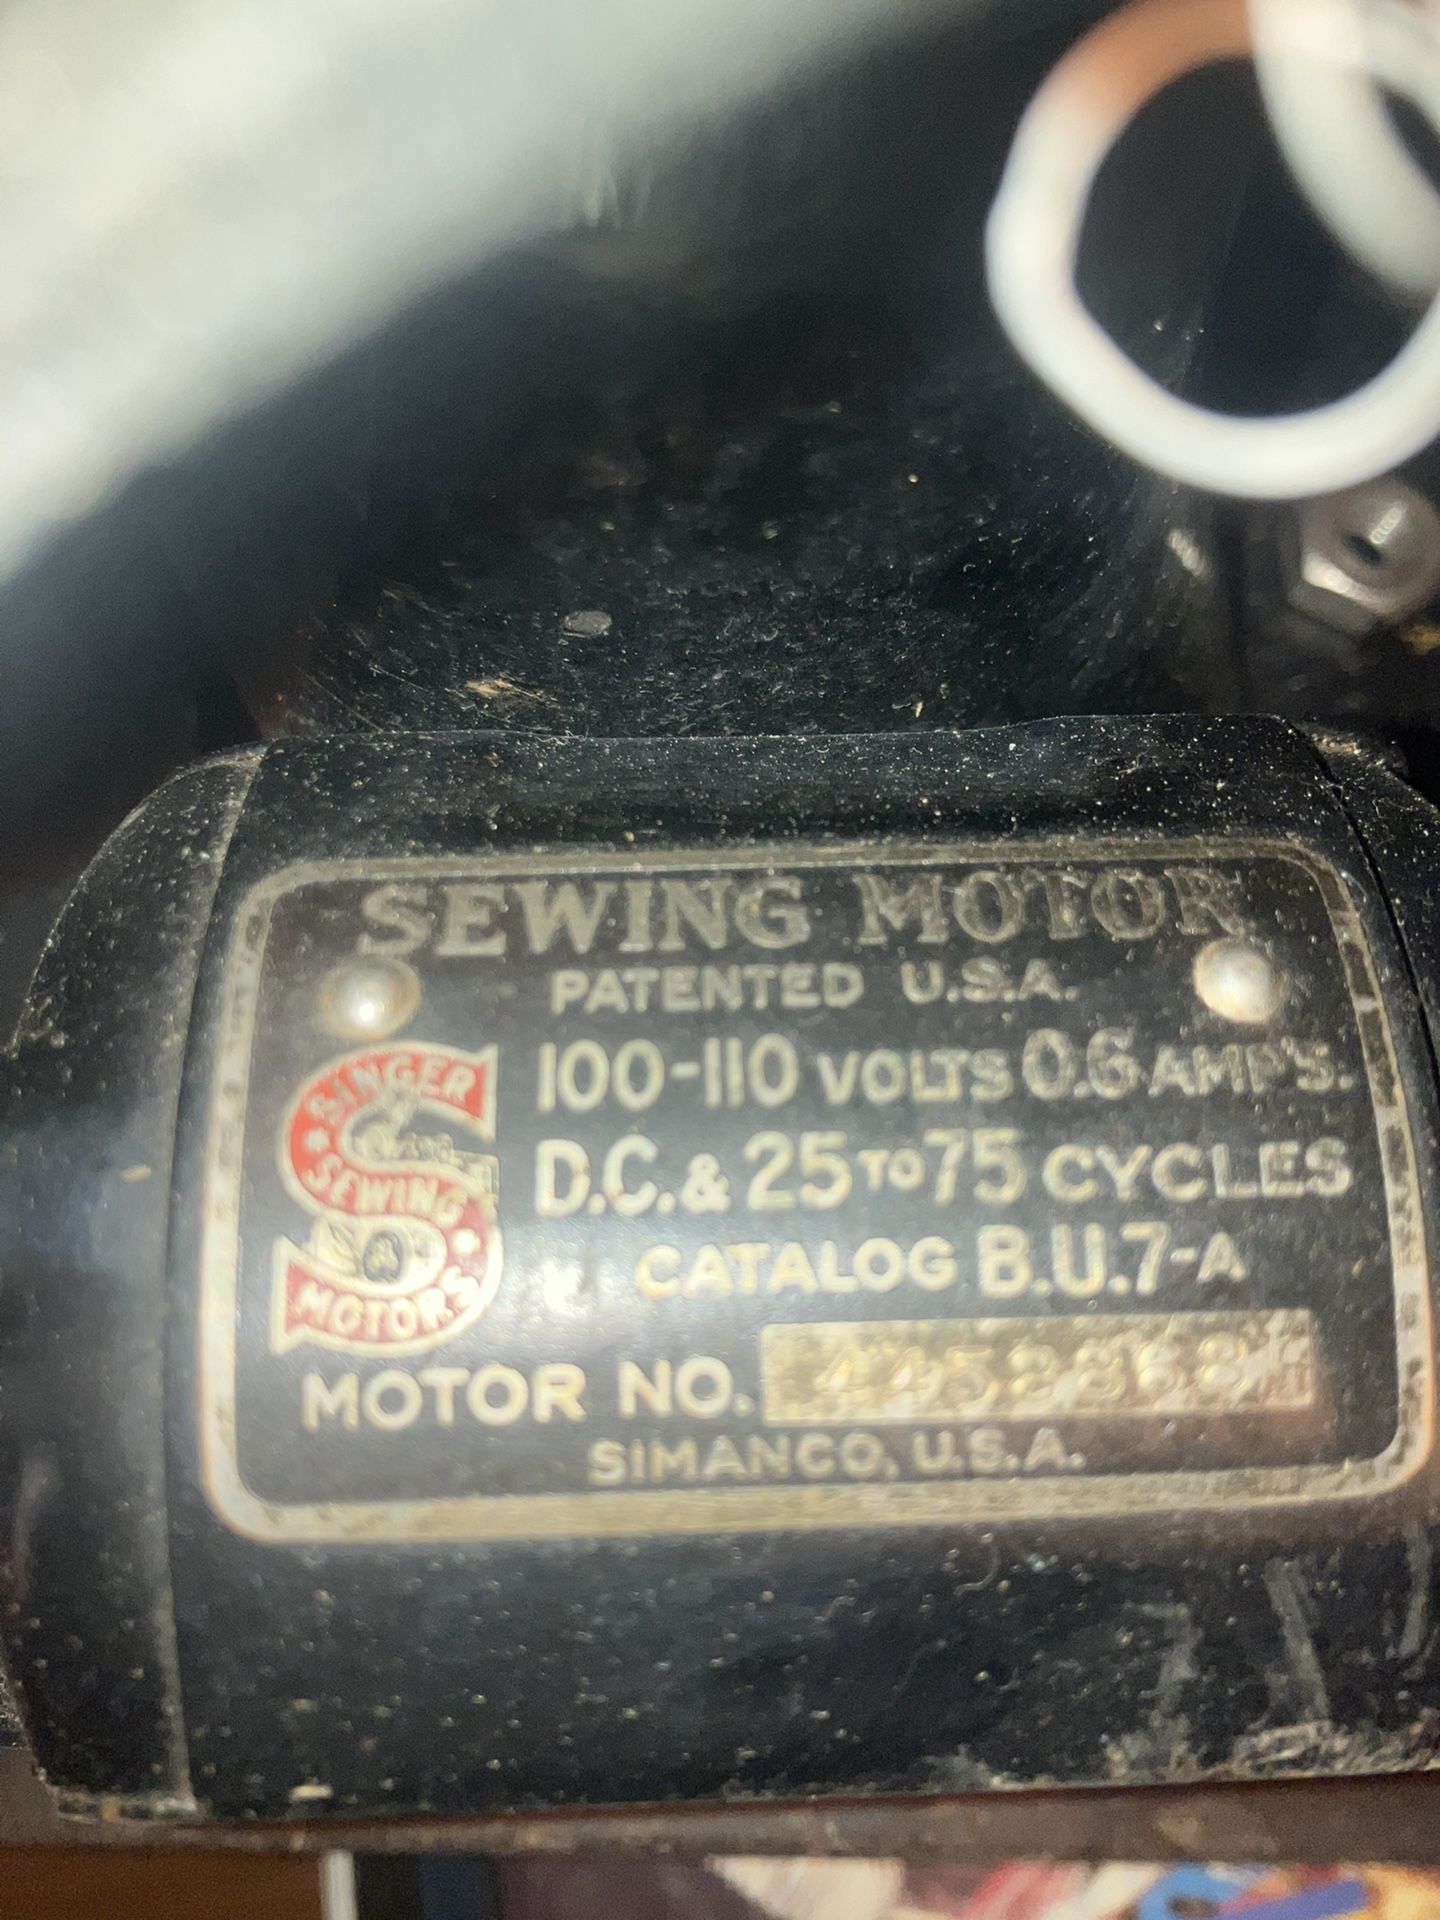 SEWING MOTOR
PATENTED U.S.A.
100-110 VOLTS 0.6 AMP'S.
D.C. & 25 TO 75 CYCLES
CATALOG B.U.7-A
SINGER
SEWING
MOTORS
MOTOR NO.
SIMANCO, U.S.A.